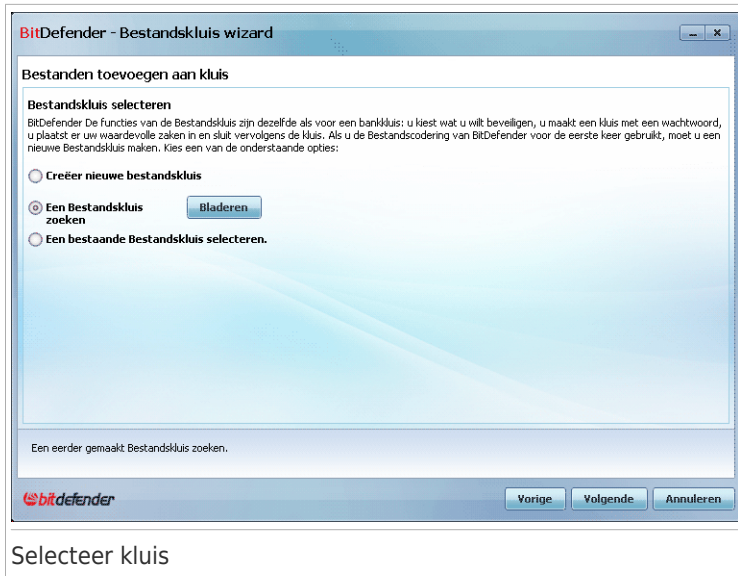 BitDefender - Bestandskluis wizard
Bestanden toevoegen aan kluis
Bestandskluis selecteren
BitDefender De functies van de Bestandskluis zijn dezelfde als voor een bankkluis: u kiest wat u wilt beveiligen, u maakt een kluis met een wachtwoord,
u plaatst er uw waardevolle zaken in en sluit vervolgens de kluis. Als u de Bestandscodering van BitDefender voor de eerste keer gebruikt, moet u een
nieuwe Bestandskluis maken. Kies een van de onderstaande opties:
Creëer nieuwe bestandskluis
Een Bestandskluis
zoeken
Bladeren
Een bestaande Bestandskluis selecteren.
Een eerder gemaakt Bestandskluis zoeken.
bitdefender
Vorige
Volgende
Annuleren
Selecteer kluis